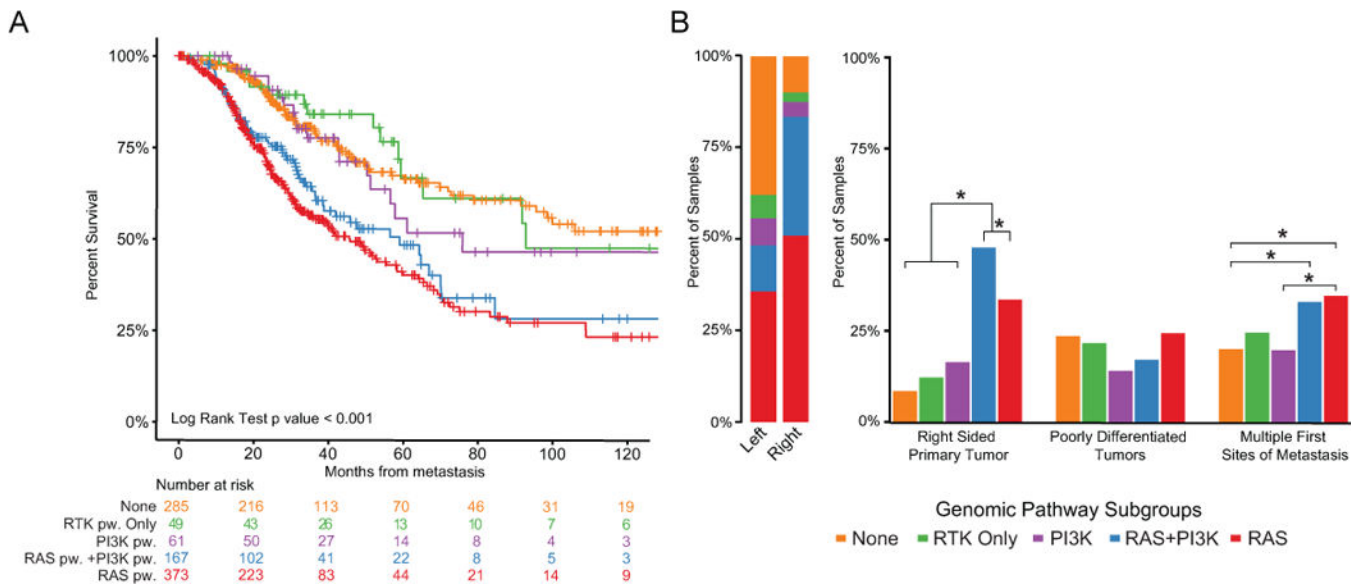 A
Percent Survival
100%
75%
50%
25%
0%
Log Rank Test p value < 0.001
0 20 40 60 80 100 120
Months from metastasis
Number at risk
None 285 216 113 70 46 31 19
RTK pw. Only 49 43 26 13 10 7 6
PI3K pw. 61 50 27 14 8 4 3
RAS pw. +PI3K pw. 167 102 41 22 8 5 3
RAS pw. 373 223 83 44 21 14 9
B
Percent of Samples
100%
75%
50%
25%
0%
Left
Right
Percent of Samples
100%
75%
50%
25%
0%
* *
* * *
Right Sided
Primary Tumor
Poorly Differentiated
Tumors
Multiple First
Sites of Metastasis
Genomic Pathway Subgroups
None RTK Only PI3K RAS+PI3K RAS